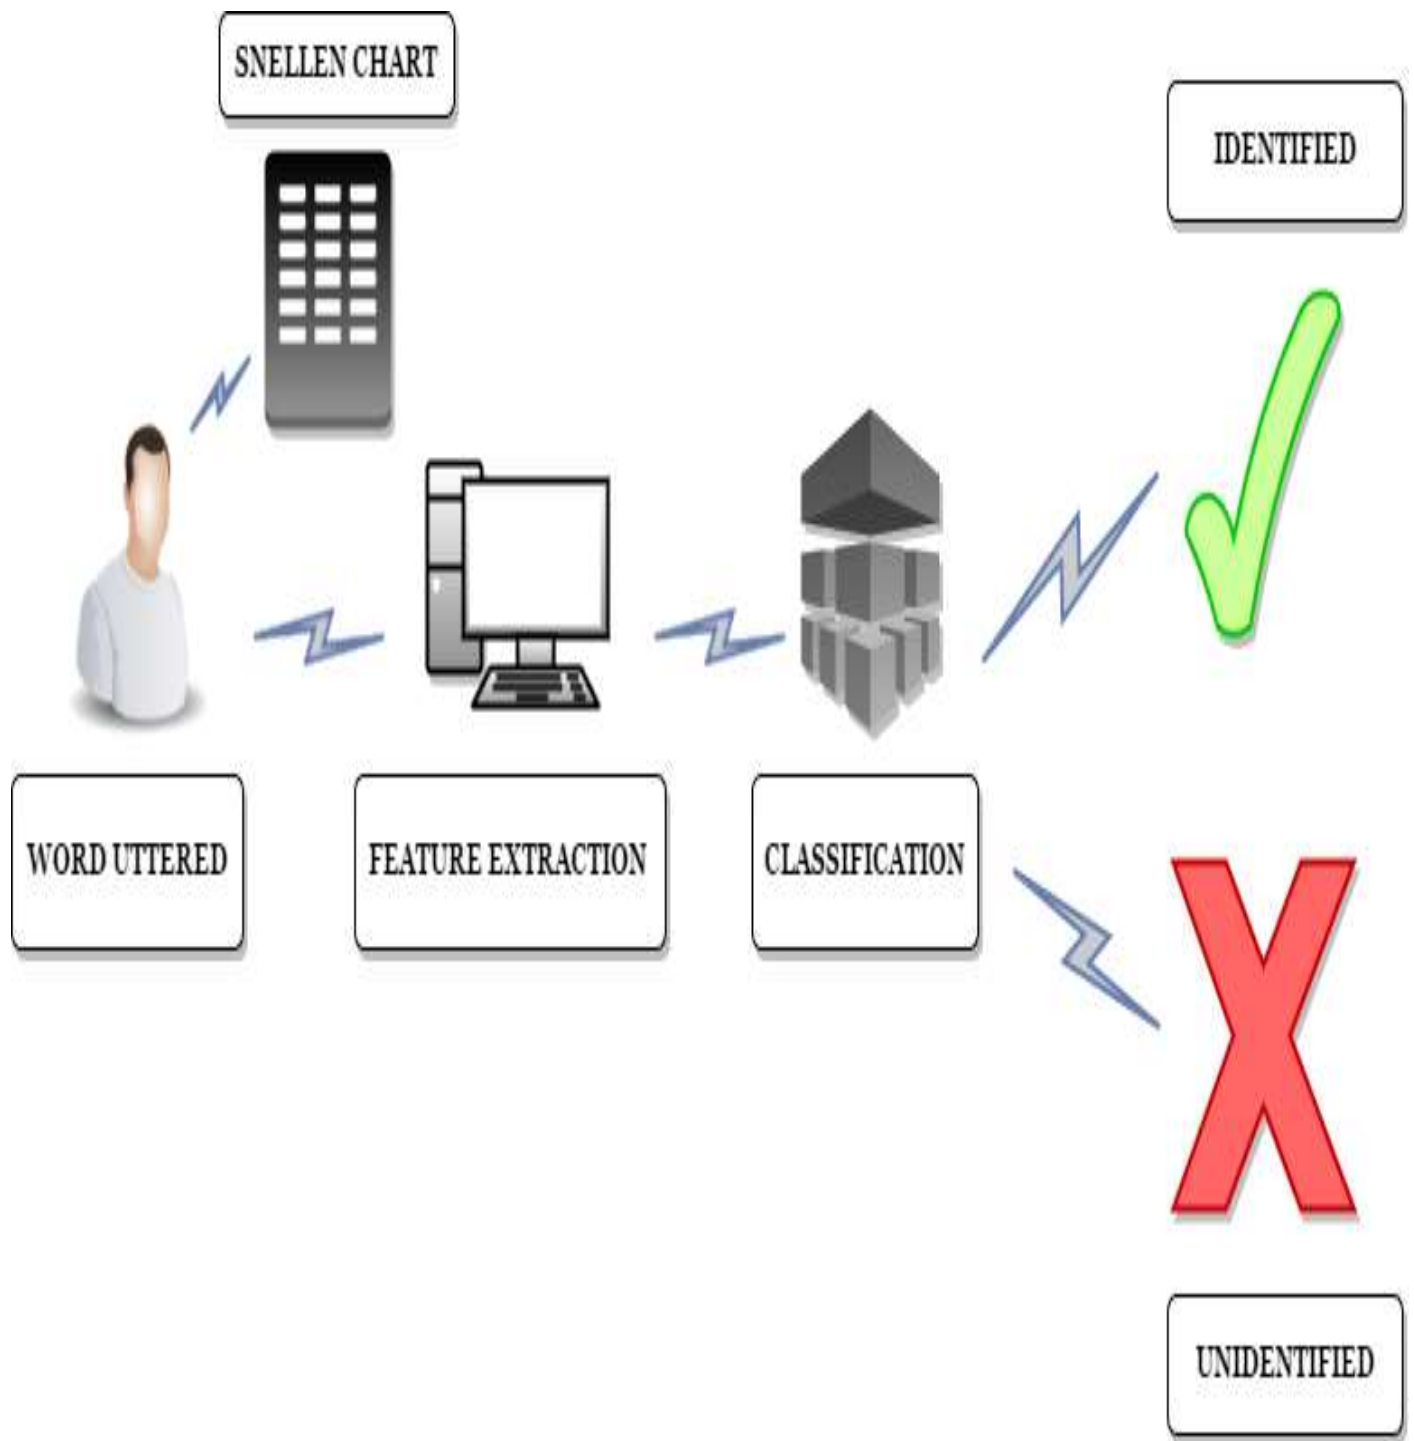 SNELLEN CHART
IDENTIFIED
WORD UTTERED
FEATURE EXTRACTION
CLASSIFICATION
UNIDENTIFIED